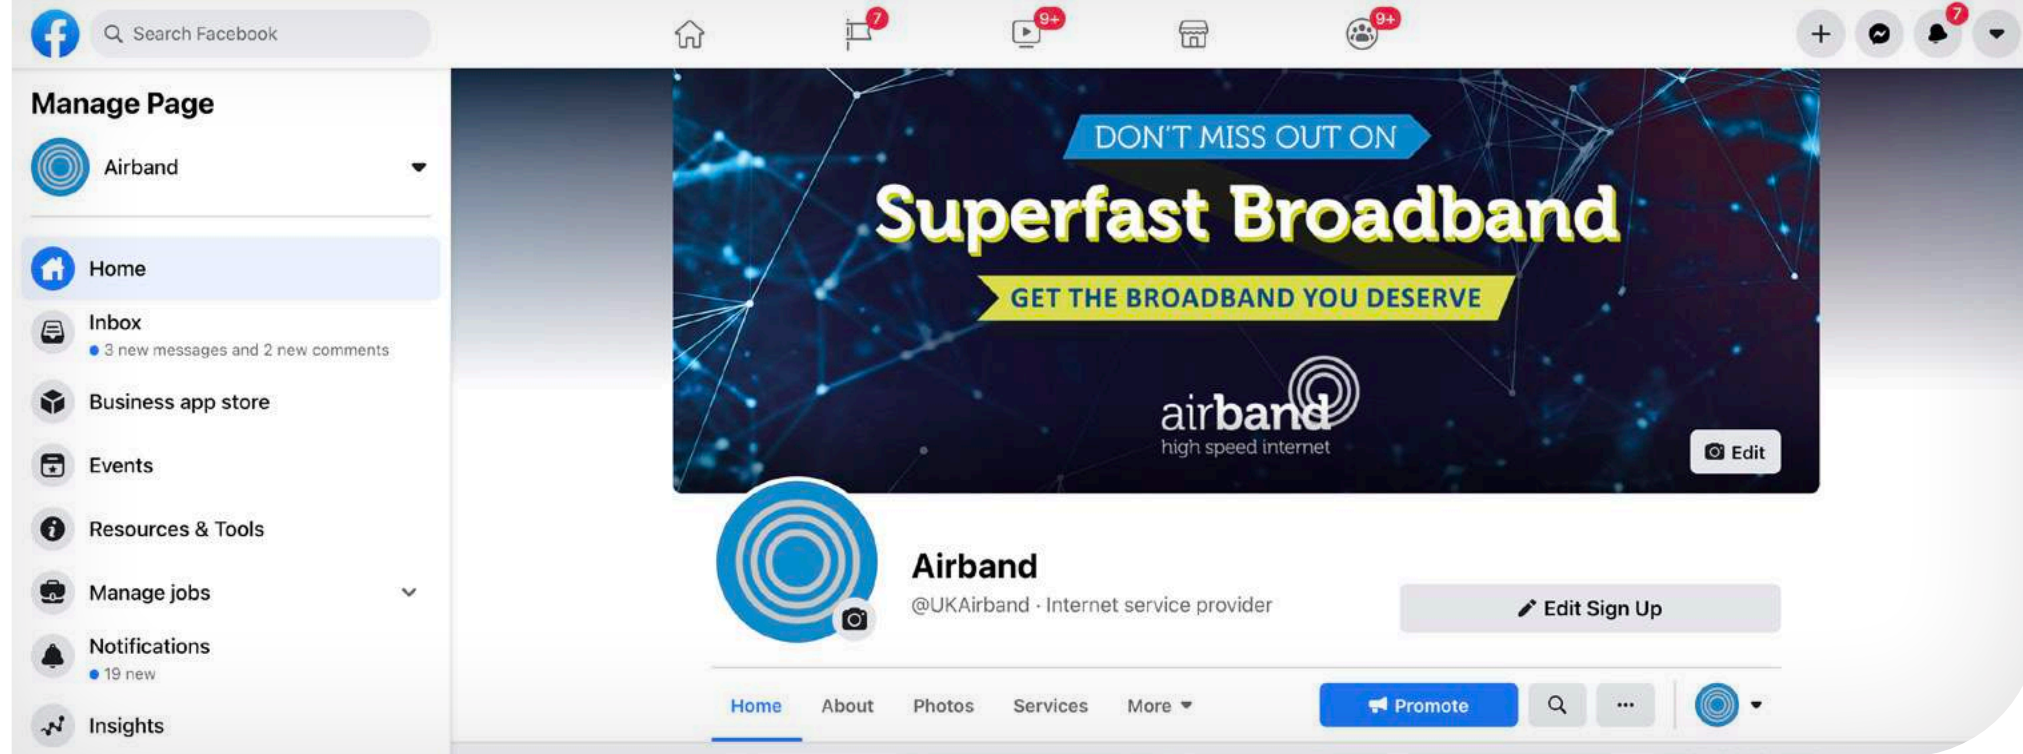 Search Facebook
7
9+
9+
7
Manage Page
Airband
Home
Inbox
3 new messages and 2 new comments
Business app store
Events
Resources & Tools
Manage jobs
Notifications
19 new
Insights
DON'T MISS OUT ON
Superfast Broadband
GET THE BROADBAND YOU DESERVE
airband
high speed internet
Edit
Airband
@UKAirband · Internet service provider
Edit Sign Up
Home About Photos Services More
Promote